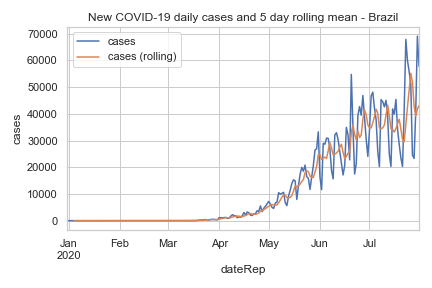 New COVID-19 daily cases and 5 day rolling mean - Brazil
cases
cases (rolling)
70000
60000
50000
40000
30000
20000
10000
0
cases
Jan Feb Mar Apr May Jun Jul
2020
dateRep